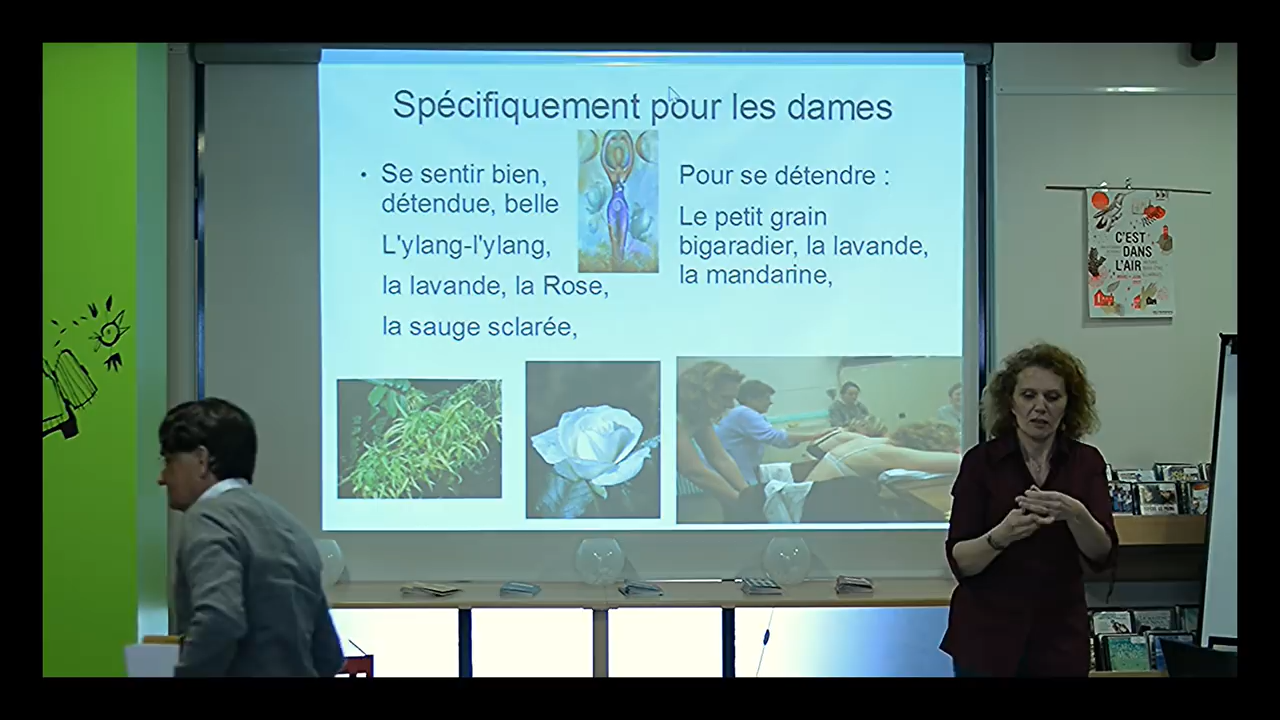 Spécifiquement pour les dames
• Se sentir bien,
détendue, belle
L'ylang-l'ylang,
la lavande, la Rose,
la sauge sclarée,
Pour se détendre :
Le petit grain
bigaradier, la lavande,
la mandarine,
C'EST
DANS
L'AIR